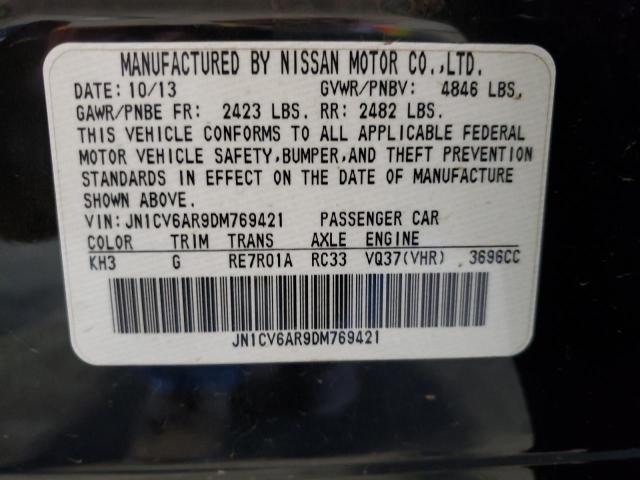 MANUFACTURED BY NISSAN MOTOR CO.,LTD.
DATE: 10/13 GVWR/PNBV: 4846 LBS,
GAWR/PNBE FR: 2423 LBS. RR: 2482 LBS.
THIS VEHICLE CONFORMS TO ALL APPLICABLE FEDERAL
MOTOR VEHICLE SAFETY,BUMPER,AND THEFT PREVENTION
STANDARDS IN EFFECT ON THE DATE OF MANUFACTURE
SHOWN ABOVE.
VIN:JN1CV6AR9DM769421 PASSENGER CAR
COLOR TRIM TRANS AXLE ENGINE
KH3 G RE7R01A RC33 VQ37(VHR) 3696CC
JN1CV6AR9DM769421